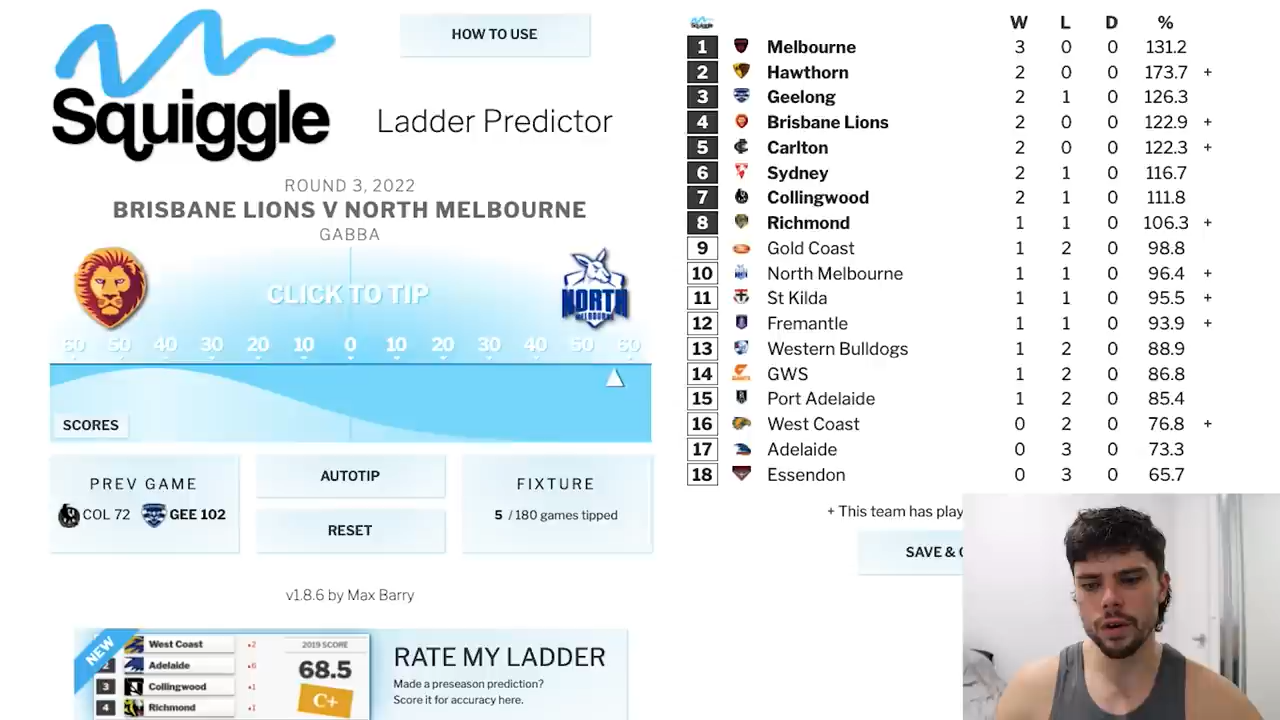 Squiggle
HOW TO USE
Ladder Predictor
ROUND 3, 2022
BRISBANE LIONS V NORTH MELBOURNE
GABBA
CLICK TO TIP
NORTH
MELBOURNE
60 50 40 30 20 10 0 10 20 30 40 50 60
SCORES
PREV GAME
COL 72 GEE 102
AUTOTIP
RESET
FIXTURE
5 / 180 games tipped
v1.8.6 by Max Barry
NEW
West Coast 2
2 Adelaide 6
3 Collingwood 1
4 Richmond 1
2019 SCORE
68.5
C+
RATE MY LADDER
Made a preseason prediction?
Score it for accuracy here.
Squiggle W L D %
1 Melbourne 3 0 0 131.2
2 Hawthorn 2 0 0 173.7 +
3 Geelong 2 1 0 126.3
4 Brisbane Lions 2 0 0 122.9 +
5 Carlton 2 0 0 122.3 +
6 Sydney 2 1 0 116.7
7 Collingwood 2 1 0 111.8
8 Richmond 1 1 0 106.3 +
9 Gold Coast 1 2 0 98.8
10 North Melbourne 1 1 0 96.4 +
11 St Kilda 1 1 0 95.5 +
12 Fremantle 1 1 0 93.9 +
13 Western Bulldogs 1 2 0 88.9
14 GWS 1 2 0 86.8
15 Port Adelaide 1 2 0 85.4
16 West Coast 0 2 0 76.8 +
17 Adelaide 0 3 0 73.3
18 Essendon 0 3 0 65.7
+ This team has play
SAVE &